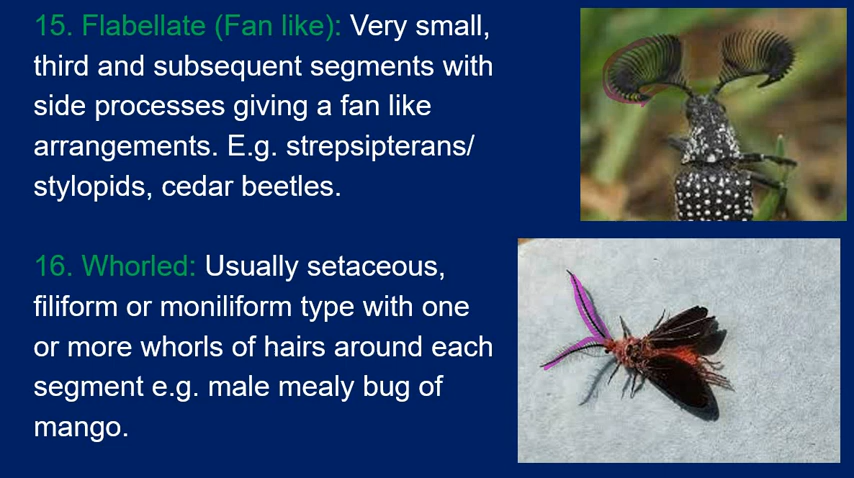 15. Flabellate (Fan like): Very small,
third and subsequent segments with
side processes giving a fan like
arrangements. E.g. strepsipterans/
stylopids, cedar beetles.
16. Whorled: Usually setaceous,
filiform or moniliform type with one
or more whorls of hairs around each
segment e.g. male mealy bug of
mango.